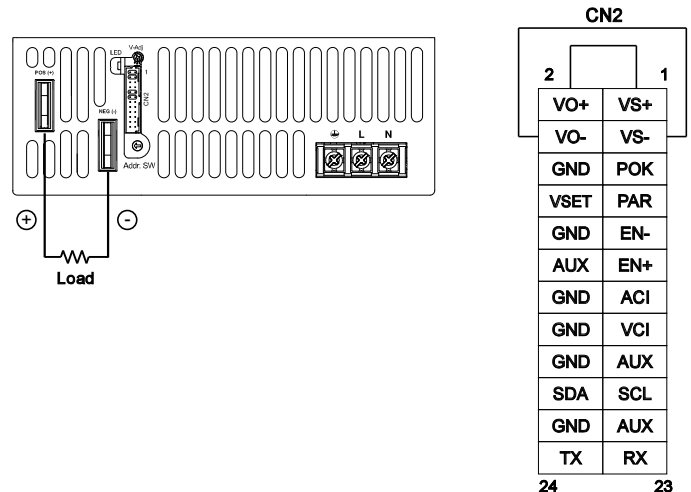 CN2
LED
V-Adj
POS (+)
1
NEG (-)
CN2
Addr. SW
L N
+ -
Load
2 1
VO+ VS+
VO- VS-
GND POK
VSET PAR
GND EN-
AUX EN+
GND ACI
GND VCI
GND AUX
SDA SCL
GND AUX
TX RX
24 23